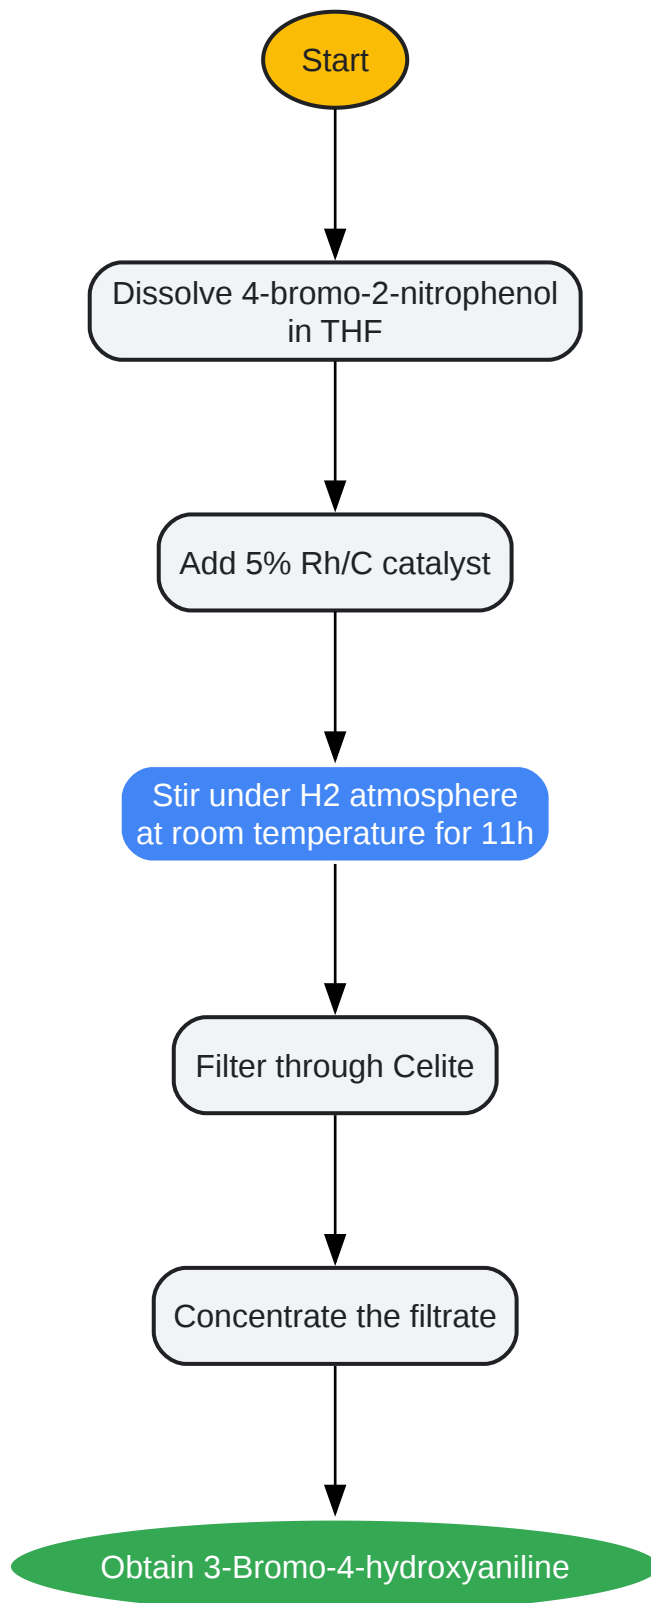 Start
Dissolve 4-bromo-2-nitrophenol
in THF
Add 5% Rh/C catalyst
Stir under H2 atmosphere
at room temperature for 11h
Filter through Celite
Concentrate the filtrate
Obtain 3-Bromo-4-hydroxyaniline